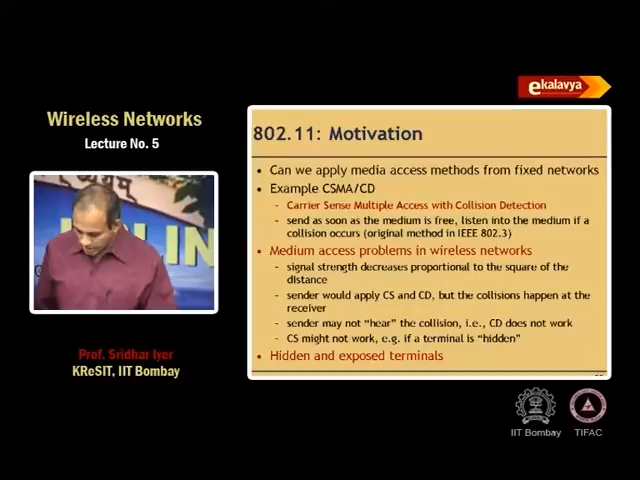 ekalavya
Wireless Networks
Lecture No. 5
802.11: Motivation
• Can we apply media access methods from fixed networks
• Example CSMA/CD
- Carrier Sense Multiple Access with Collision Detection
- send as soon as the medium is free, listen into the medium if a
collision occurs (original method in IEEE 802.3)
• Medium access problems in wireless networks
- signal strength decreases proportional to the square of the
distance
- sender would apply CS and CD, but the collisions happen at the
receiver
- sender may not "hear" the collision, i.e., CD does not work
- CS might not work, e.g. if a terminal is "hidden"
• Hidden and exposed terminals
Prof. Sridhar Iyer
KReSIT, IIT Bombay
IIT Bombay
TIFAC